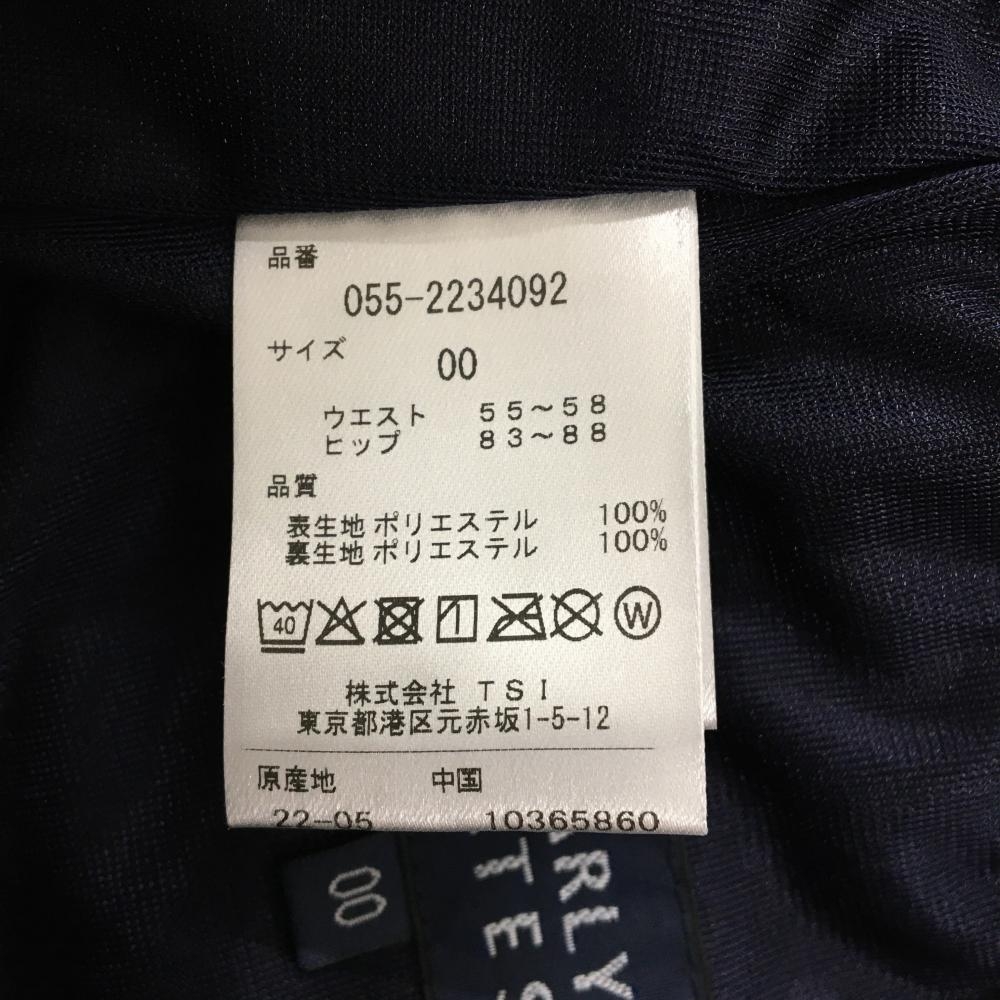 品番
055-2234092
サイズ
00
ウエスト 55～58
ヒップ 83～88
品質
表生地 ポリエステル 100%
裏生地 ポリエステル 100%
40
W
株式会社 TSI
東京都港区元赤坂1-5-12
原産地 中国
22-05 10365860
00